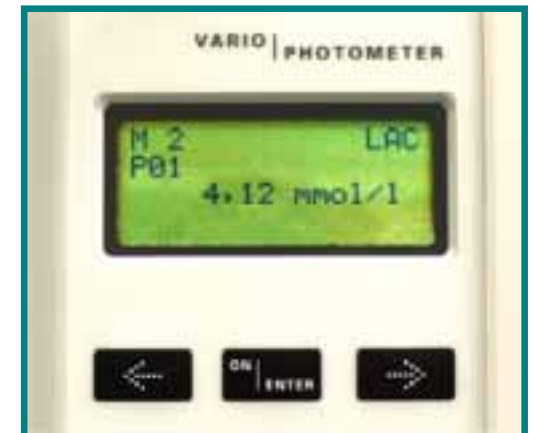 VARIO PHOTOMETER
M 2 LAC
P01
4.12 mmol/l
ON ENTER